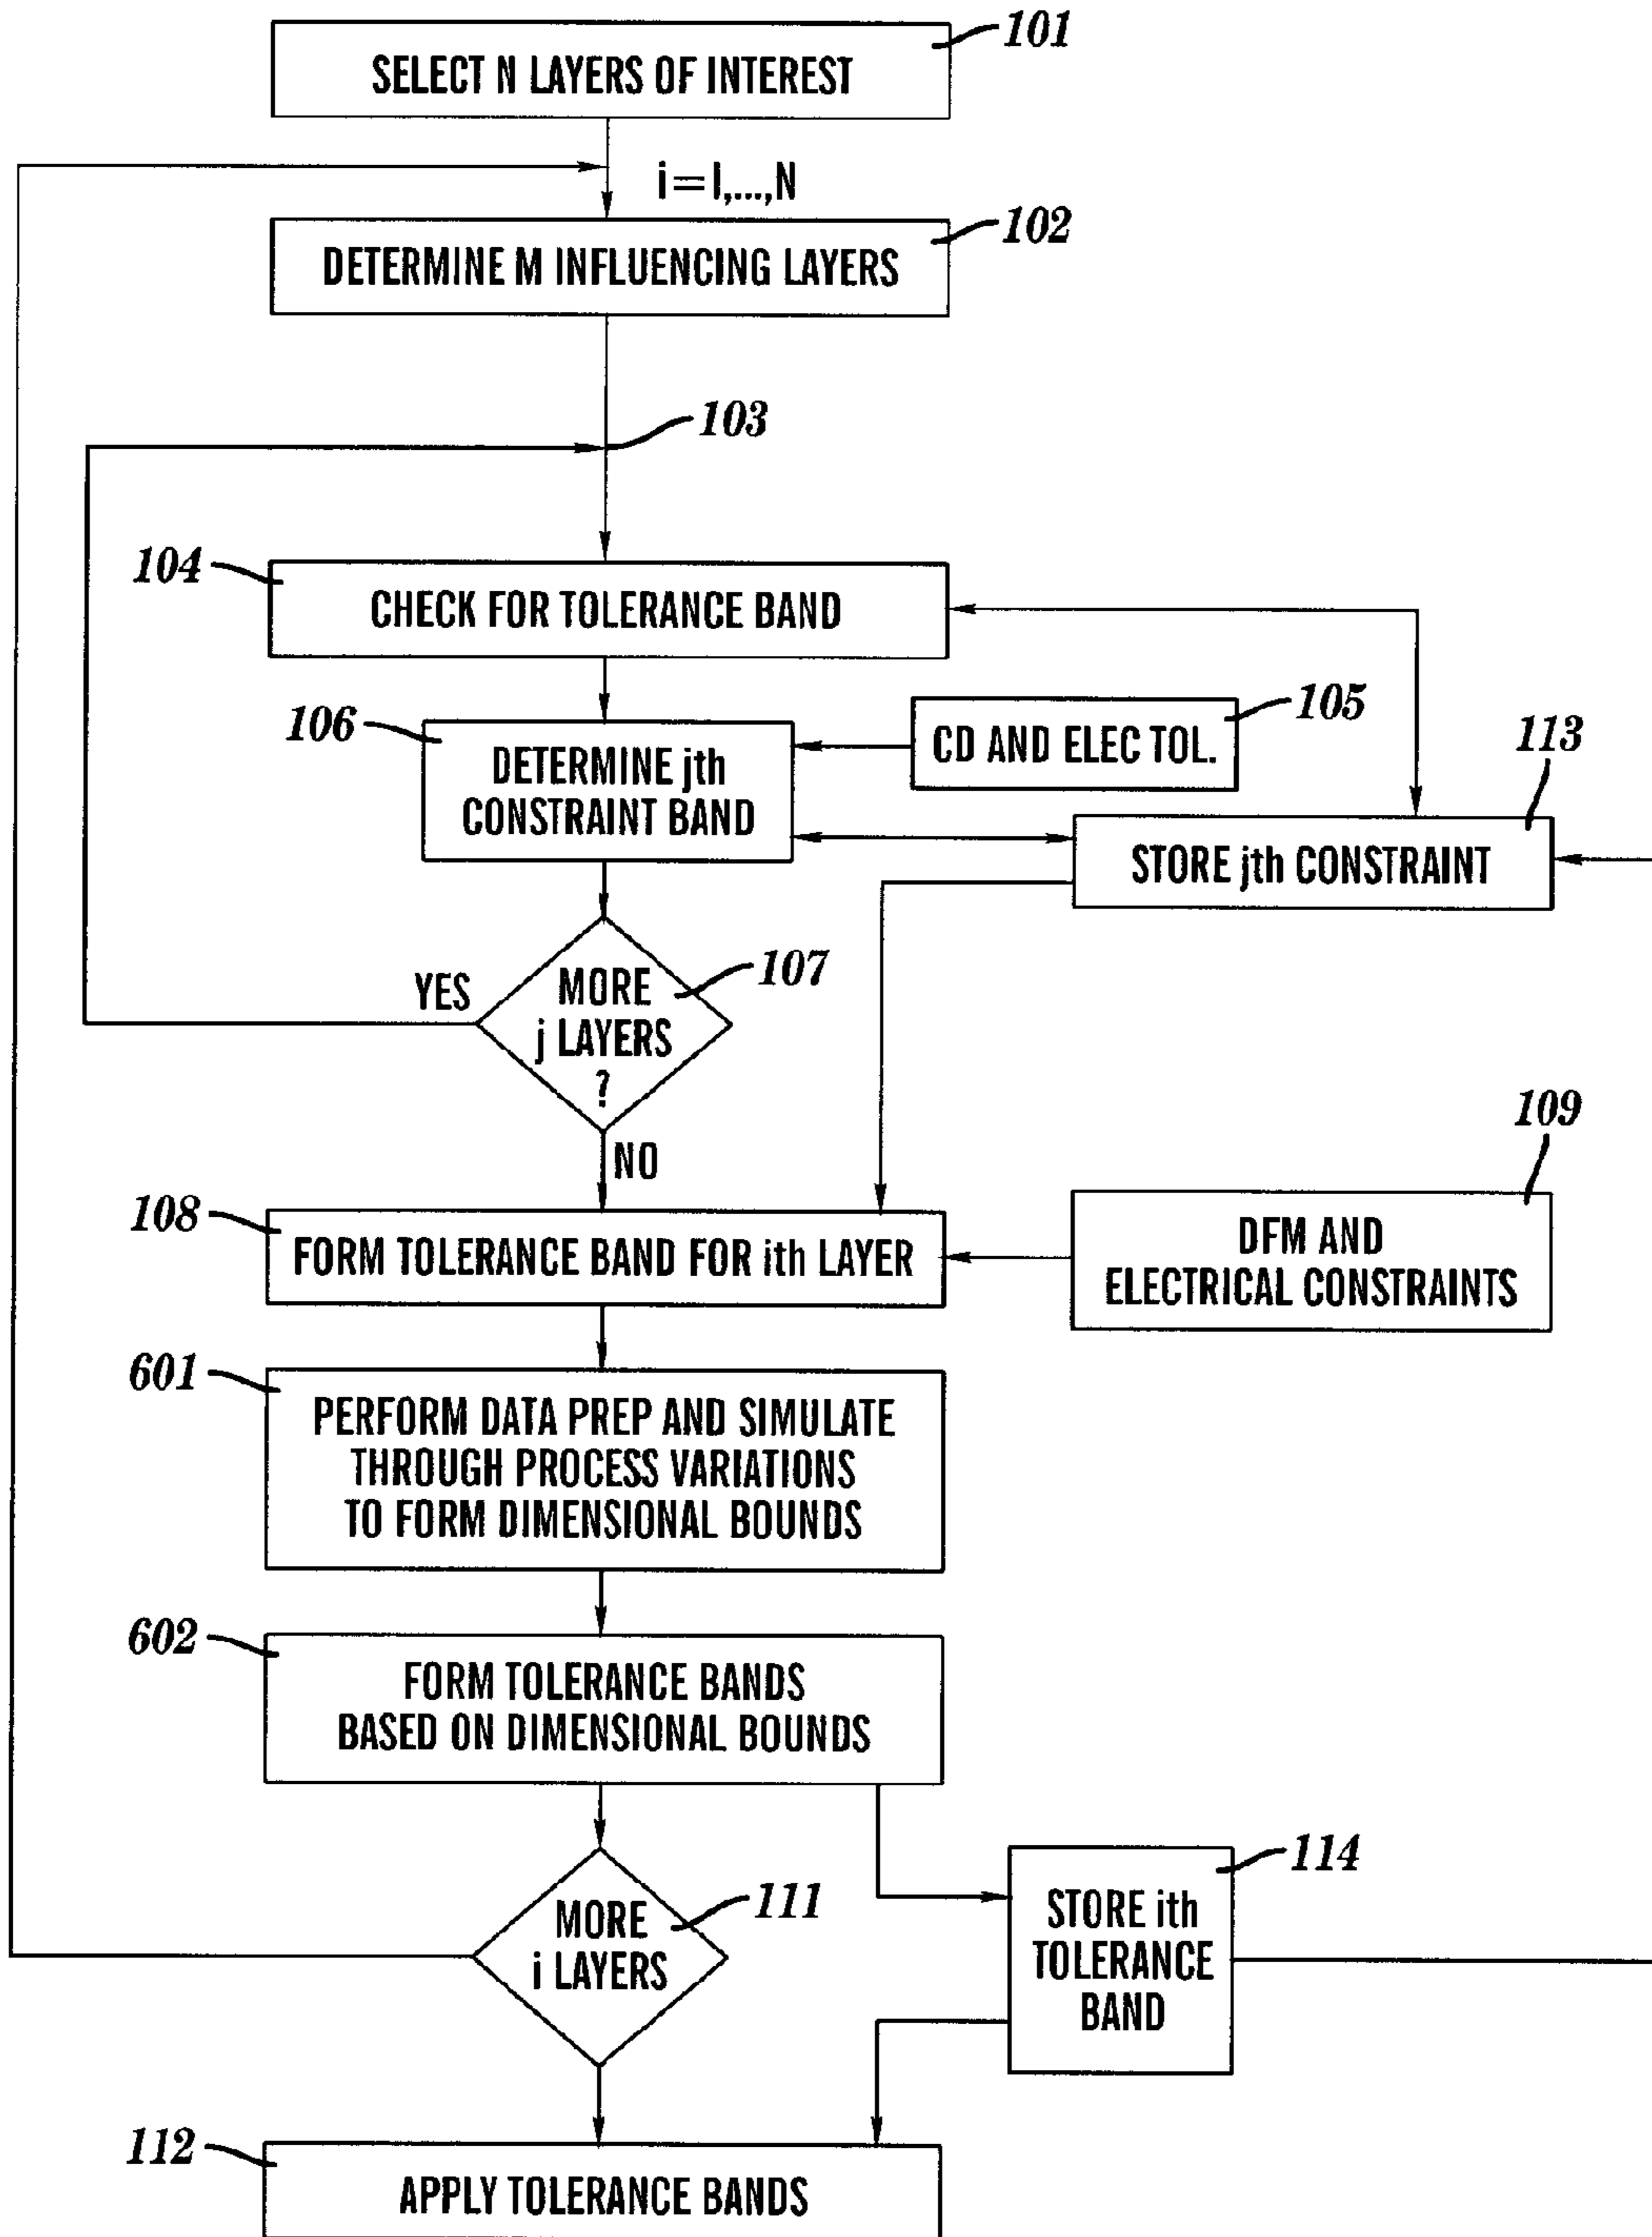 101
SELECT N LAYERS OF INTEREST
i=1,...,N
102
DETERMINE M INFLUENCING LAYERS
103
104
CHECK FOR TOLERANCE BAND
105
CD AND ELEC TOL.
106
DETERMINE jth
CONSTRAINT BAND
113
STORE jth CONSTRAINT
107
YES
MORE
j LAYERS
?
NO
109
DFM AND
ELECTRICAL CONSTRAINTS
108
FORM TOLERANCE BAND FOR ith LAYER
601
PERFORM DATA PREP AND SIMULATE
THROUGH PROCESS VARIATIONS
TO FORM DIMENSIONAL BOUNDS
602
FORM TOLERANCE BANDS
BASED ON DIMENSIONAL BOUNDS
111
MORE
i LAYERS
114
STORE ith
TOLERANCE
BAND
112
APPLY TOLERANCE BANDS